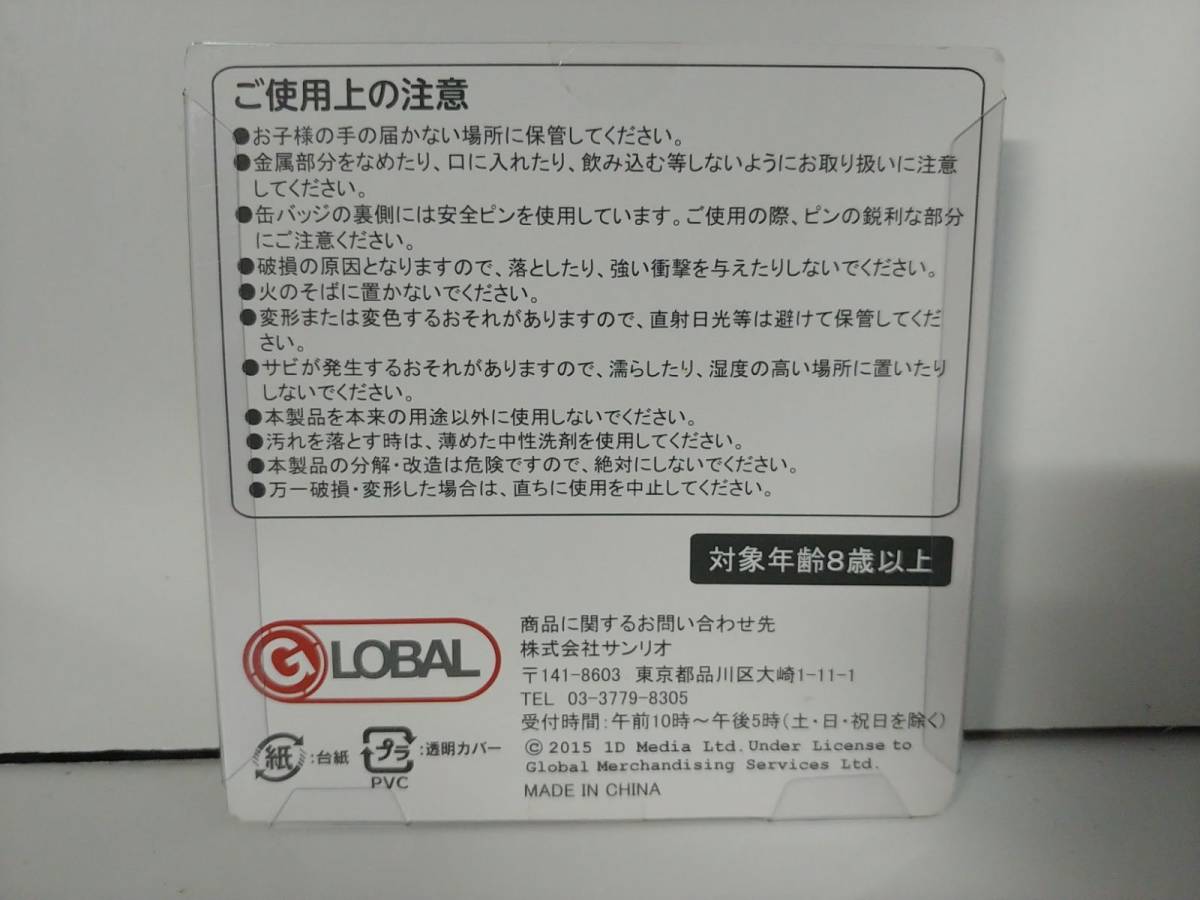 ご使用上の注意
●お子様の手の届かない場所に保管してください。
●金属部分をなめたり、口に入れたり、飲み込む等しないようにお取り扱いに注意
してください。
●缶バッジの裏側には安全ピンを使用しています。ご使用の際、ピンの鋭利な部分
にご注意ください。
●破損の原因となりますので、落としたり、強い衝撃を与えたりしないでください。
●火のそばに置かないでください。
●変形または変色するおそれがありますので、直射日光等は避けて保管してくだ
さい。
●サビが発生するおそれがありますので、濡らしたり、湿度の高い場所に置いたり
しないでください。
●本製品を本来の用途以外に使用しないでください。
●汚れを落とす時は、薄めた中性洗剤を使用してください。
●本製品の分解・改造は危険ですので、絶対にしないでください。
●万一破損・変形した場合は、直ちに使用を中止してください。
対象年齢8歳以上
GLOBAL
商品に関するお問い合わせ先
株式会社サンリオ
〒141-8603 東京都品川区大崎1-11-1
TEL 03-3779-8305
受付時間：午前10時～午後5時（土・日・祝日を除く）
紙：台紙
プラ：透明カバー
PVC
© 2015 1D Media Ltd. Under License to
Global Merchandising Services Ltd.
MADE IN CHINA